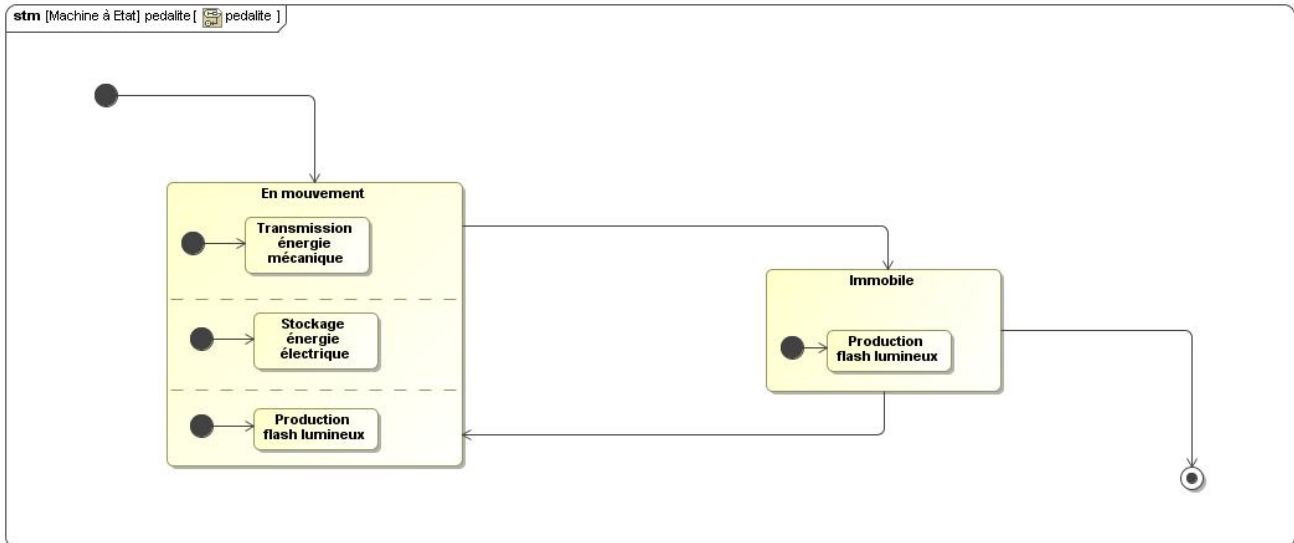 stm [Machine à Etat] pedalite [ pedalite ]
En mouvement
Transmission
énergie
mécanique
Stockage
énergie
électrique
Production
flash lumineux
Immobile
Production
flash lumineux